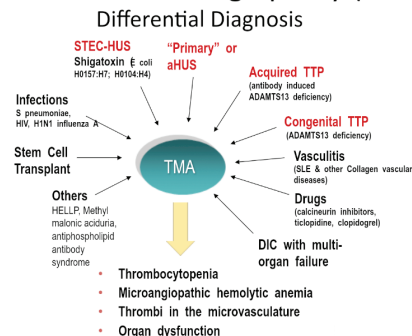 Differential Diagnosis
STEC-HUS
Shigatoxin (E coli
H0157:H7; H0104:H4)
"Primary" or
aHUS
Acquired TTP
(antibody induced
ADAMTS13 deficiency)
Infections
S pneumoniae,
HIV, H1N1 influenza A
Congenital TTP
(ADAMTS13 deficiency)
Stem Cell
Transplant
TMA
Vasculitis
(SLE & other Collagen vascular
diseases)
Others
HELLP, Methyl
malonic aciduria,
antiphospholipid
antibody
syndrome
Drugs
(calcineurin inhibitors,
ticlopidine, clopidogrel)
DIC with multi-
organ failure
• Thrombocytopenia
• Microangiopathic hemolytic anemia
• Thrombi in the microvasculature
• Organ dysfunction